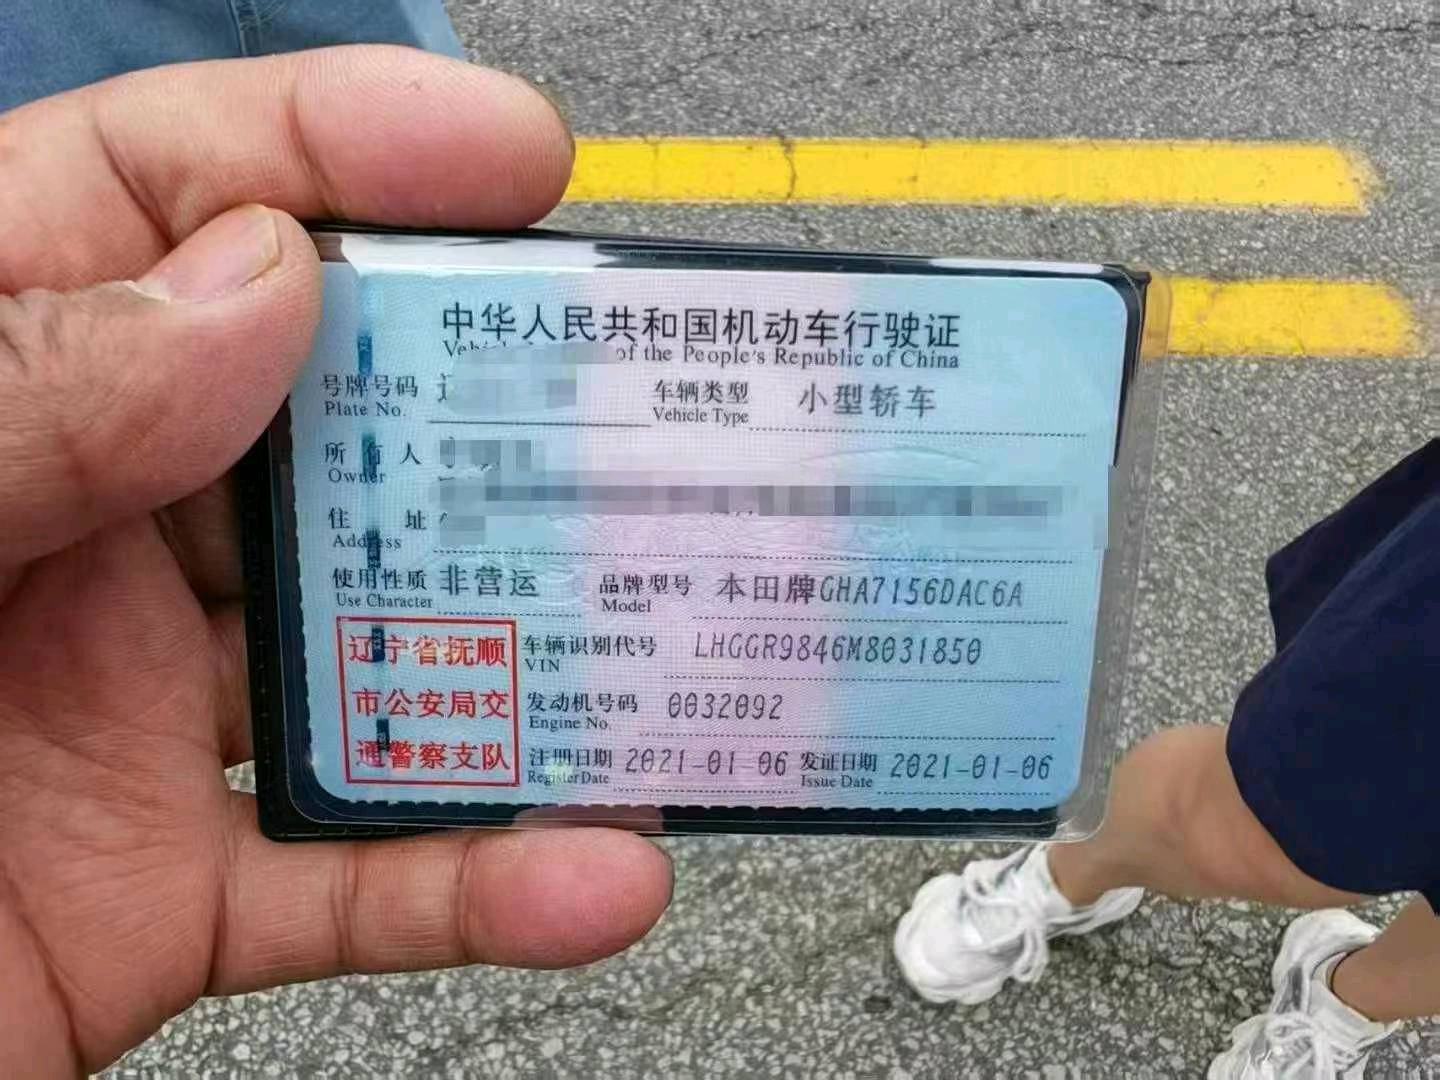 中华人民共和国机动车行驶证
of the People's Republic of China
号牌号码 辽 车辆类型 小型轿车
Plate No. Vehicle Type
所有人
Owner
住址
Address
使用性质 非营运 品牌型号 本田牌GHA7156DAC6A
Use Character Model
辽宁省抚顺 车辆识别代号 LHGGR9846M8031850
VIN
市公安局交 发动机号码 0032092
Engine No.
通警察支队 注册日期 2021-01-06 发证日期 2021-01-06
Register Date Issue Date